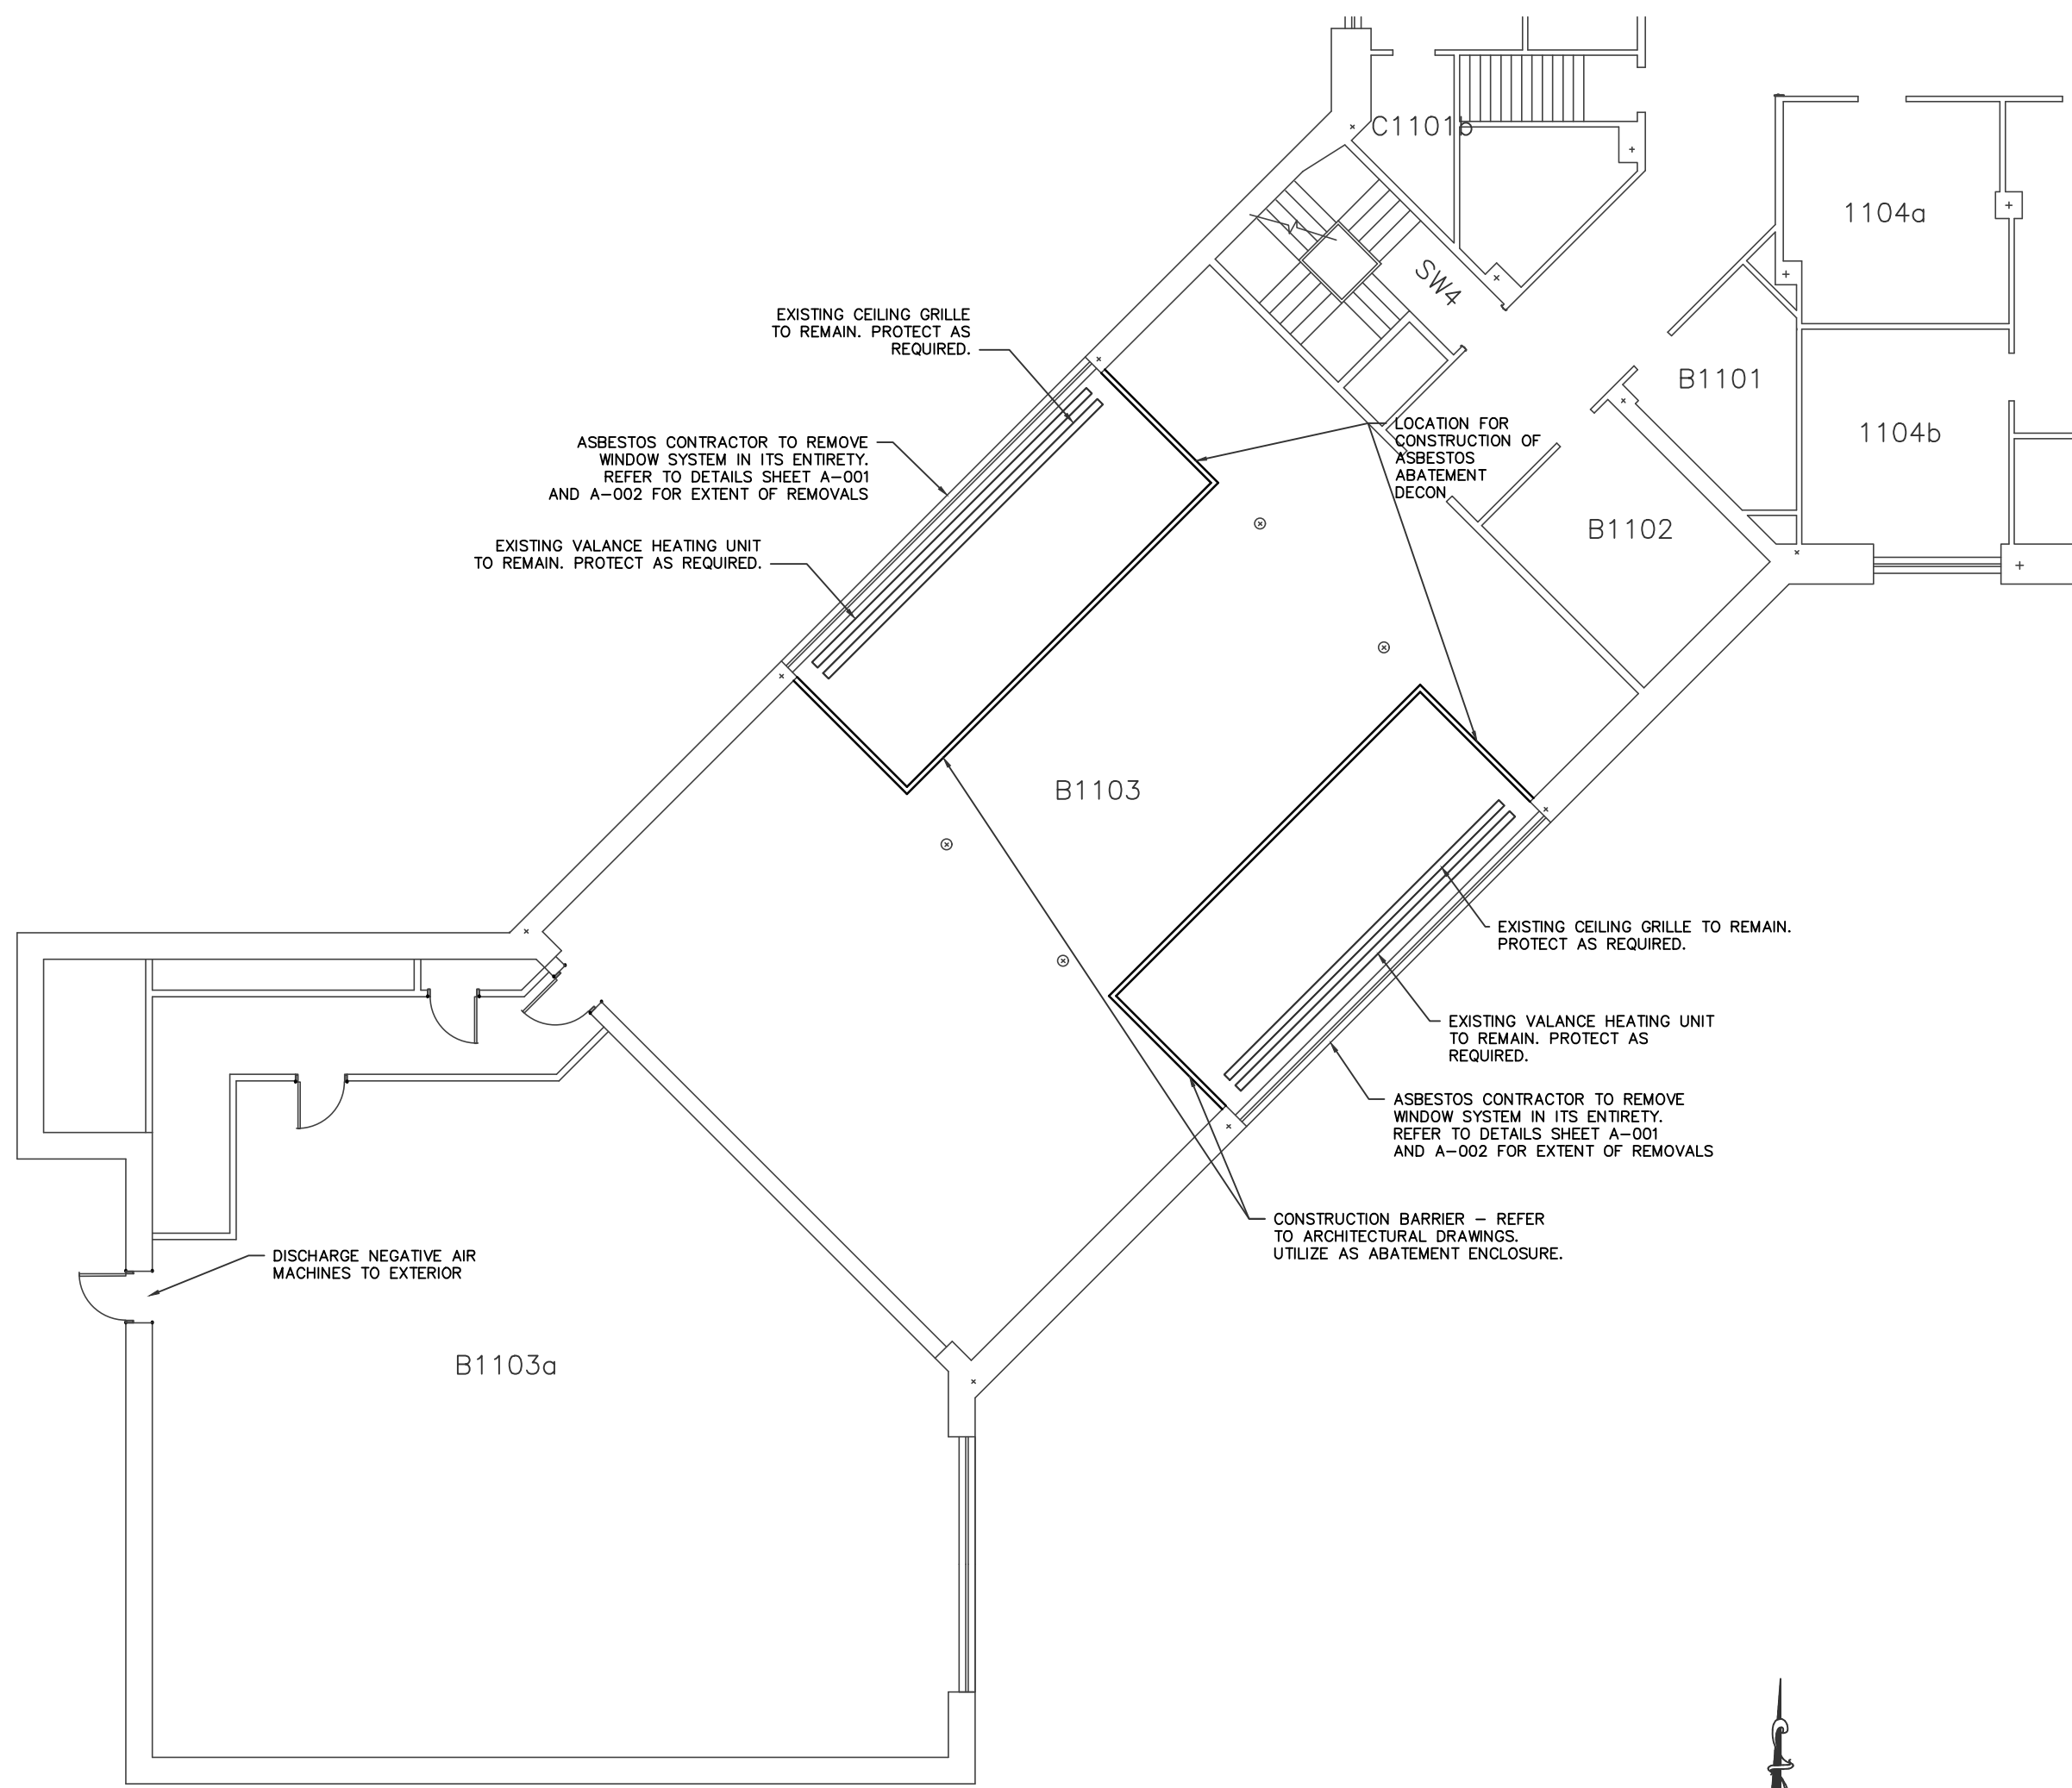 C1101b
1104a
SW4
EXISTING CEILING GRILLE
TO REMAIN. PROTECT AS
REQUIRED.
B1101
ASBESTOS CONTRACTOR TO REMOVE
WINDOW SYSTEM IN ITS ENTIRETY.
REFER TO DETAILS SHEET A-001
AND A-002 FOR EXTENT OF REMOVALS
LOCATION FOR
CONSTRUCTION OF
ASBESTOS
ABATEMENT
DECON
1104b
B1102
EXISTING VALANCE HEATING UNIT
TO REMAIN. PROTECT AS REQUIRED.
B1103
EXISTING CEILING GRILLE TO REMAIN.
PROTECT AS REQUIRED.
EXISTING VALANCE HEATING UNIT
TO REMAIN. PROTECT AS
REQUIRED.
ASBESTOS CONTRACTOR TO REMOVE
WINDOW SYSTEM IN ITS ENTIRETY.
REFER TO DETAILS SHEET A-001
AND A-002 FOR EXTENT OF REMOVALS
CONSTRUCTION BARRIER - REFER
TO ARCHITECTURAL DRAWINGS.
UTILIZE AS ABATEMENT ENCLOSURE.
DISCHARGE NEGATIVE AIR
MACHINES TO EXTERIOR
B1103a